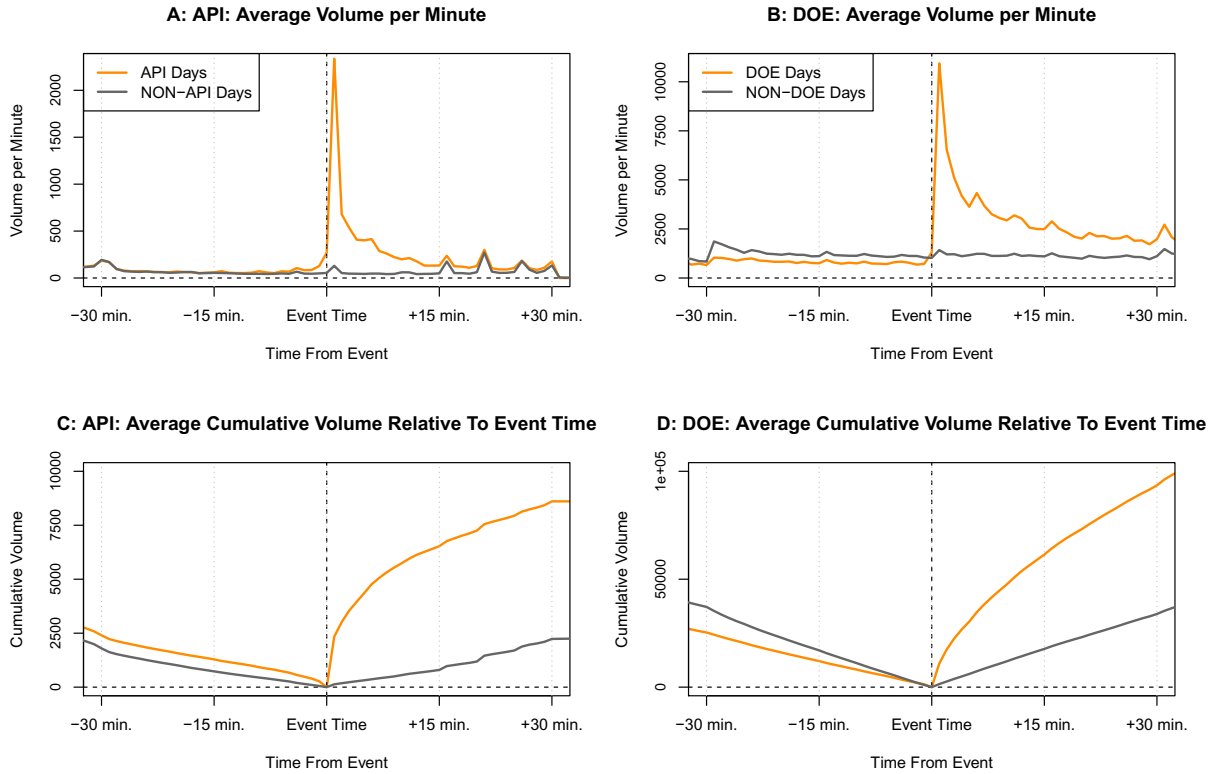 A: API: Average Volume per Minute
Volume per Minute
2000
1500
1000
500
0
API Days
NON−API Days
−30 min.
−15 min.
Event Time
+15 min.
+30 min.
Time From Event
B: DOE: Average Volume per Minute
Volume per Minute
10000
7500
5000
2500
0
DOE Days
NON−DOE Days
−30 min.
−15 min.
Event Time
+15 min.
+30 min.
Time From Event
C: API: Average Cumulative Volume Relative To Event Time
Cumulative Volume
10000
7500
5000
2500
0
−30 min.
−15 min.
Event Time
+15 min.
+30 min.
Time From Event
D: DOE: Average Cumulative Volume Relative To Event Time
Cumulative Volume
1e+05
50000
0
−30 min.
−15 min.
Event Time
+15 min.
+30 min.
Time From Event